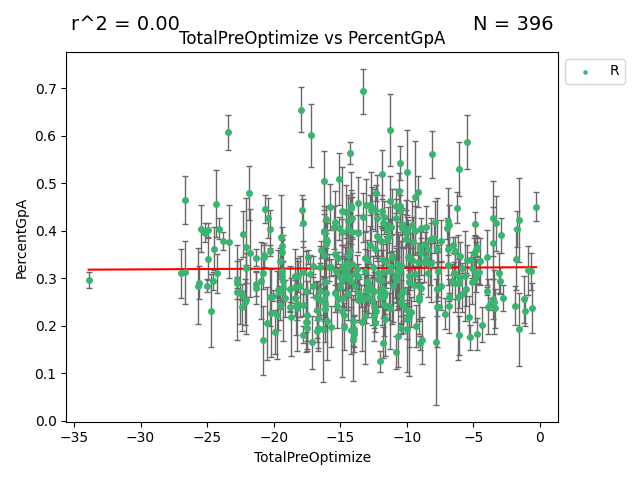 r^2 = 0.00
N = 396
TotalPreOptimize vs PercentGpA
R
0.7
0.6
0.5
0.4
0.3
0.2
0.1
0.0
PercentGpA
−35 −30 −25 −20 −15 −10 −5 0
TotalPreOptimize